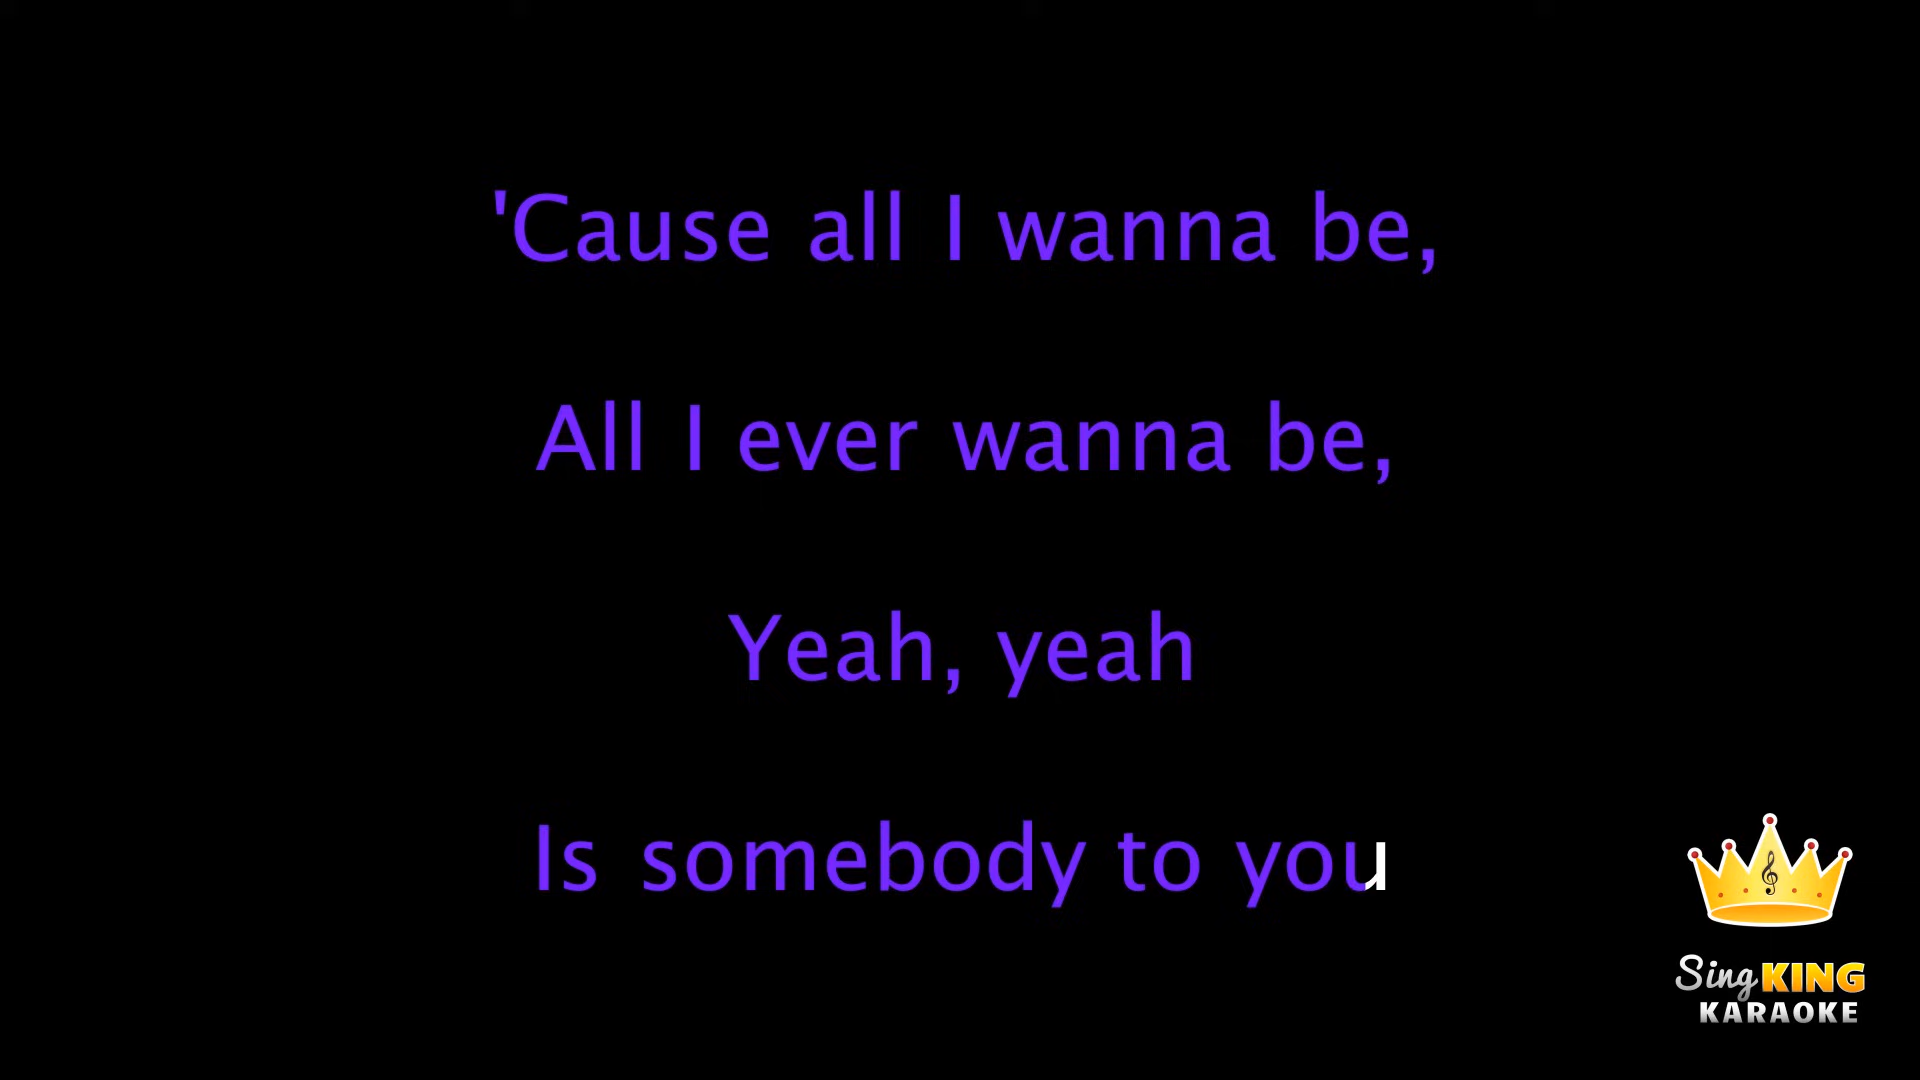 'Cause all I wanna be,
All I ever wanna be,
Yeah, yeah
Is somebody to you
Sing KING
KARAOKE